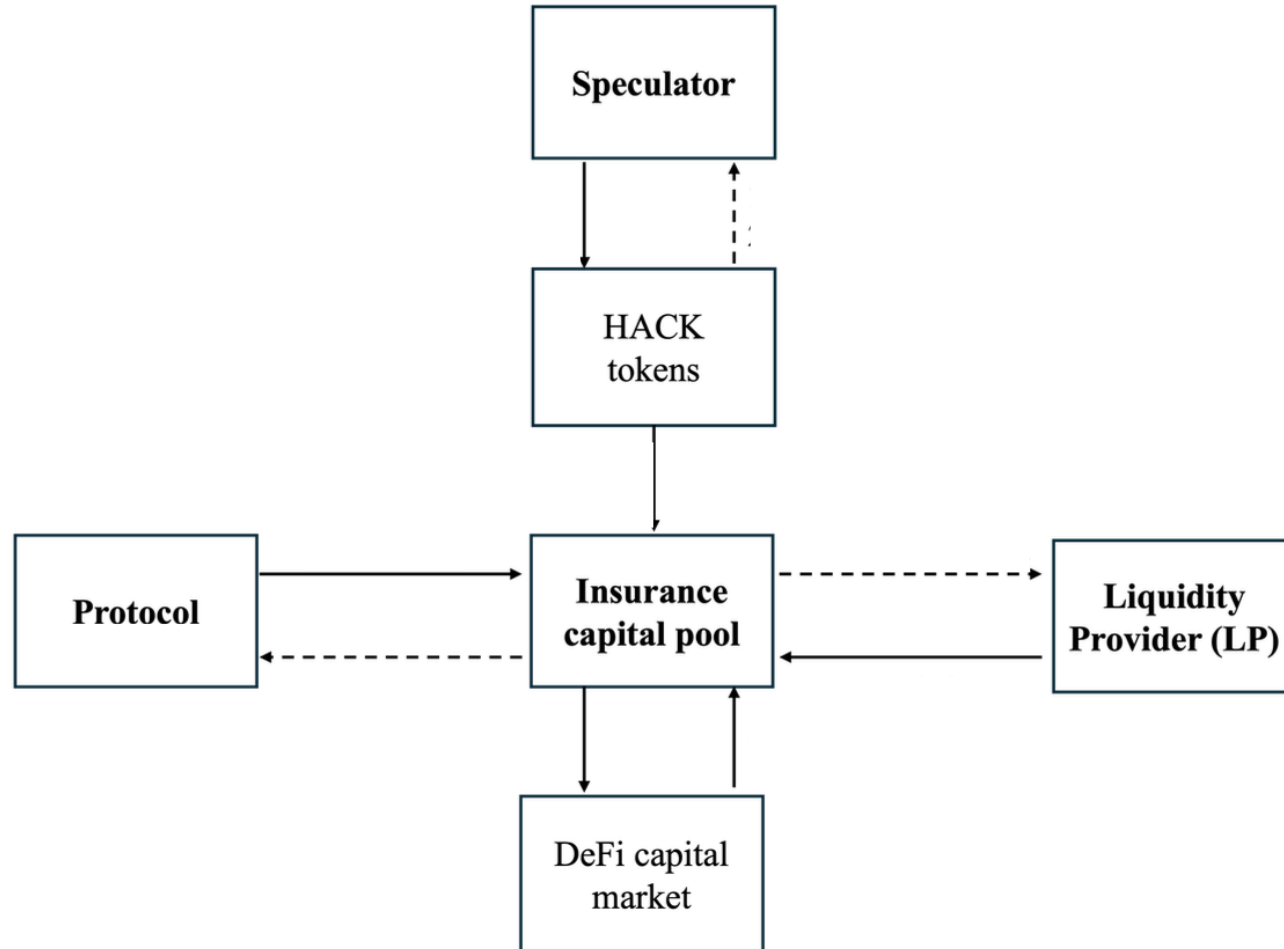 Speculator
HACK
tokens
Protocol
Insurance
capital pool
Liquidity
Provider (LP)
DeFi capital
market